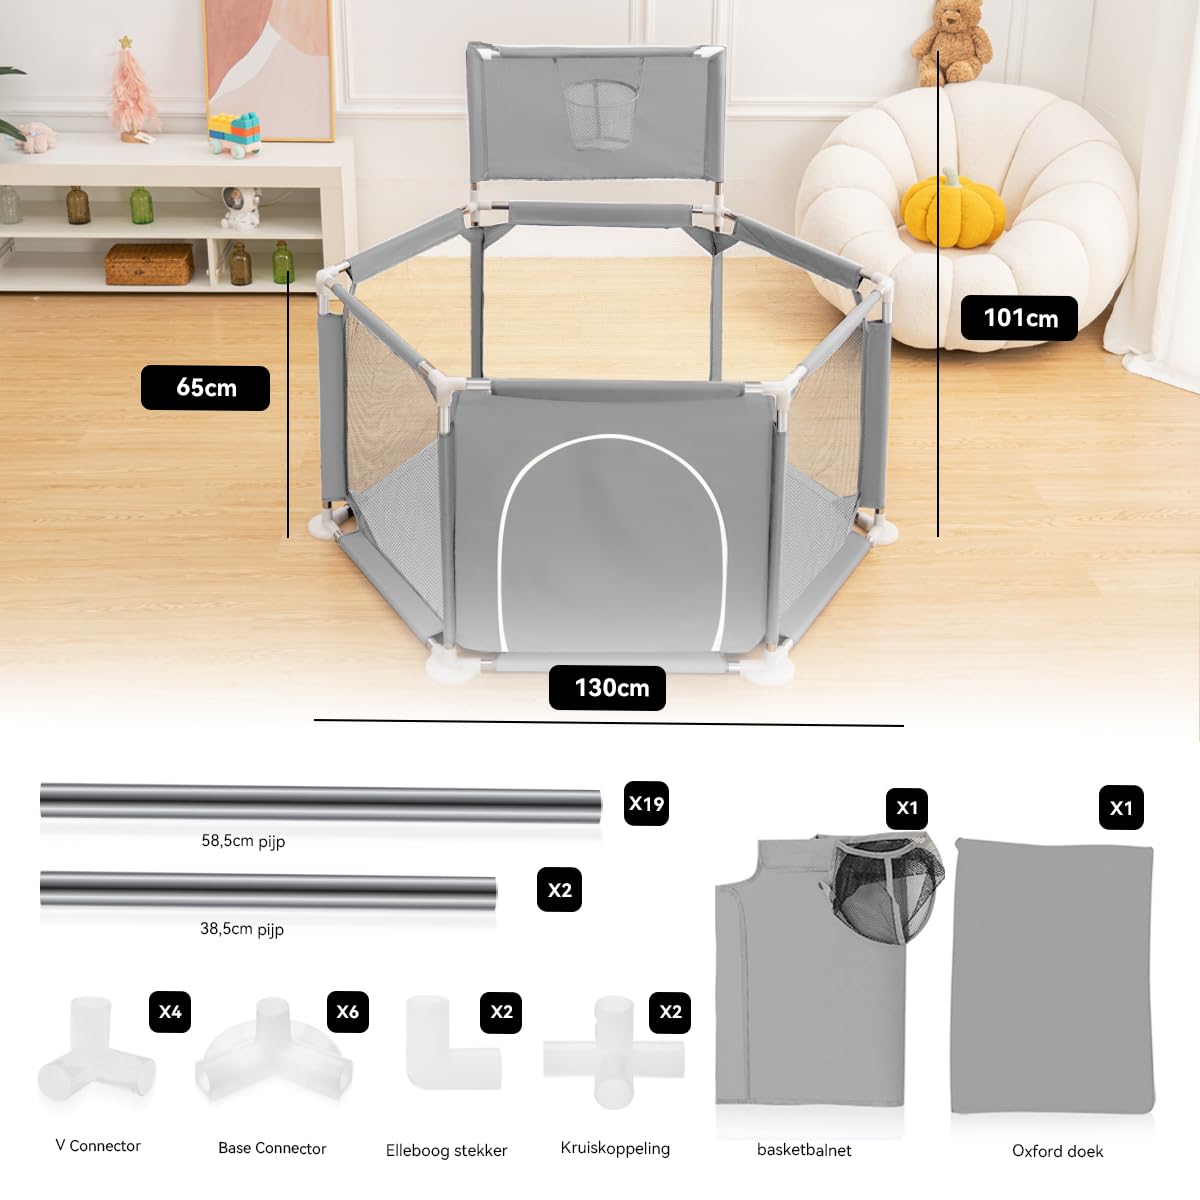 65cm
101cm
130cm
X19
58,5cm pijp
X2
38,5cm pijp
X1
X1
X4
X6
X2
X2
V Connector
Base Connector
Elleboog stekker
Kruiskoppeling
basketbalnet
Oxford doek